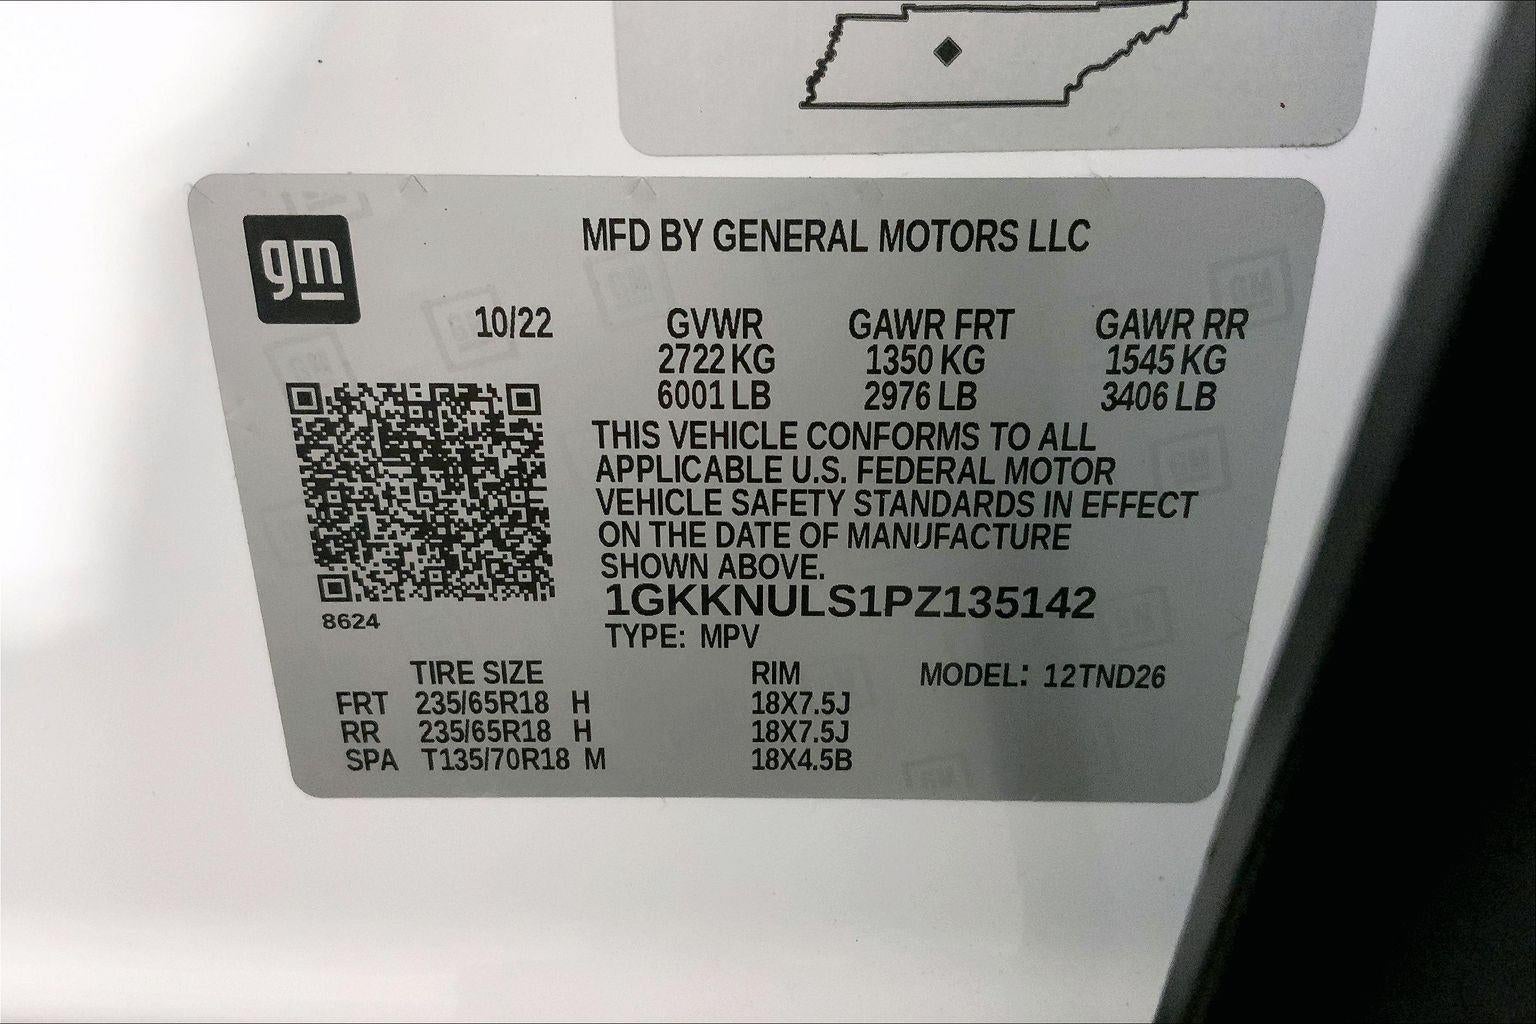 gm
MFD BY GENERAL MOTORS LLC
10/22 GVWR GAWR FRT GAWR RR
2722 KG 1350 KG 1545 KG
6001 LB 2976 LB 3406 LB
THIS VEHICLE CONFORMS TO ALL
APPLICABLE U.S. FEDERAL MOTOR
VEHICLE SAFETY STANDARDS IN EFFECT
ON THE DATE OF MANUFACTURE
SHOWN ABOVE.
1GKKNULS1PZ135142
8624
TYPE: MPV
TIRE SIZE RIM MODEL: 12TND26
FRT 235/65R18 H 18X7.5J
RR 235/65R18 H 18X7.5J
SPA T135/70R18 M 18X4.5B